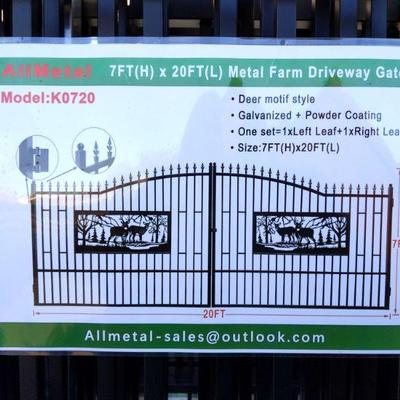 AllMetal 7FT(H) x 20FT(L) Metal Farm Driveway Gate
Model:K0720
• Deer motif style
• Galvanized + Powder Coating
• One set=1xLeft Leaf+1xRight Lea
• Size:7FT(H)x20FT(L)
7F
20FT
Allmetal-sales@outlook.com